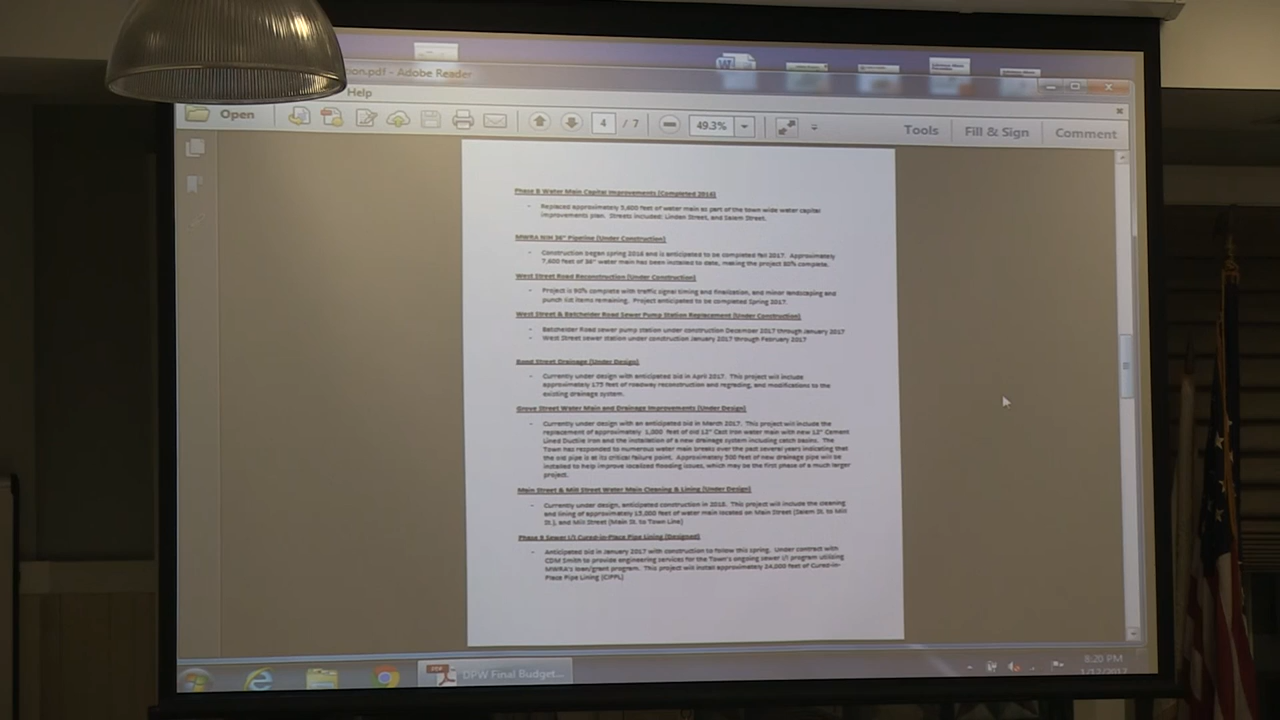 on.pdf - Adobe Reader
Help
Open
4 / 7
49.3%
Tools
Fill & Sign
Comment
Phase 8 Water Main Capital Improvements (Completed 2016)
- Replaced approximately 5,600 feet of water main as part of the town wide water capital
improvements plan. Streets included: Linden Street, and Salem Street.
MWRA NIH 36" Pipeline (Under Construction)
- Construction began spring 2016 and is anticipated to be completed fall 2017. Approximately
7,600 feet of 36" water main has been installed to date, making the project 80% complete.
West Street Road Reconstruction (Under Construction)
- Project is 90% complete with traffic signal timing and finalization, and minor landscaping and
punch list items remaining. Project anticipated to be completed Spring 2017.
West Street & Batchelder Road Sewer Pump Station Replacement (Under Construction)
- Batchelder Road sewer pump station under construction December 2017 through January 2017
- West Street sewer station under construction January 2017 through February 2017
Bond Street Drainage (Under Design)
- Currently under design with anticipated bid in April 2017. This project will include
approximately 175 feet of roadway reconstruction and regrading, and modifications to the
existing drainage system.
Grove Street Water Main and Drainage Improvements (Under Design)
- Currently under design with an anticipated bid in March 2017. This project will include the
replacement of approximately 1,000 feet of old 12" Cast Iron water main with new 12" Cement
Lined Ductile Iron and the installation of a new drainage system including catch basins. The
Town has responded to numerous water main breaks over the past several years indicating that
the old pipe is at its critical failure point. Approximately 500 feet of new drainage pipe will be
installed to help improve localized flooding issues, which may be the first phase of a much larger
project.
Main Street & Mill Street Water Main Cleaning & Lining (Under Design)
- Currently under design, anticipated construction in 2018. This project will include the cleaning
and lining of approximately 15,000 feet of water main located on Main Street (Salem St. to Mill
St.), and Mill Street (Main St. to Town Line)
Phase 9 Sewer I/I Cured-in-Place Pipe Lining (Designed)
- Anticipated bid in January 2017 with construction to follow this spring. Under contract with
CDM Smith to provide engineering services for the Town's ongoing sewer I/I program utilizing
MWRA's loan/grant program. This project will install approximately 24,000 feet of Cured-in-
Place Pipe Lining (CIPPL)
DPW Final Budget...
8:20 PM
1/12/2017